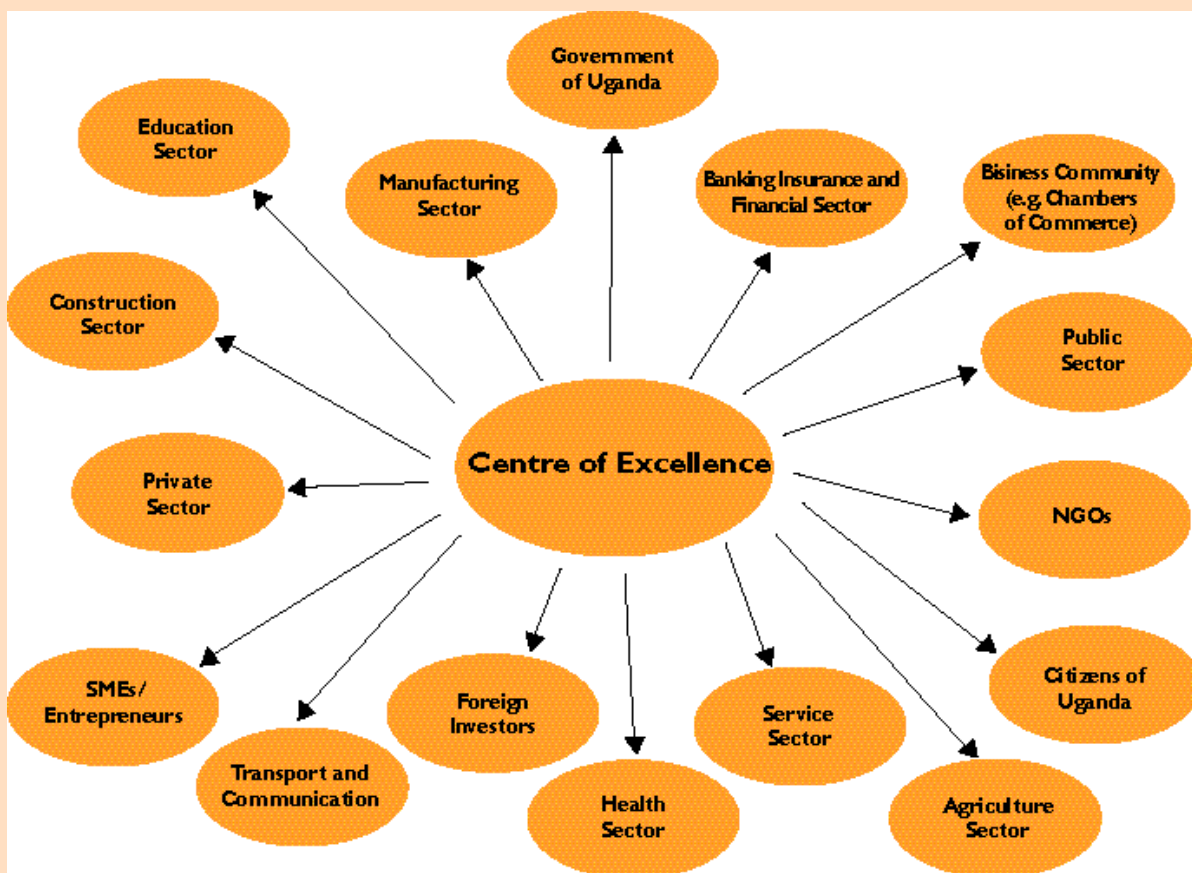 Government
of Uganda
Education
Sector
Manufacturing
Sector
Banking Insurance and
Financial Sector
Bisiness Community
(e.g. Chambers
of Commerce)
Construction
Sector
Public
Sector
Centre of Excellence
Private
Sector
NGOs
SMEs/
Entrepreneurs
Foreign
Investors
Service
Sector
Citizens of
Uganda
Transport and
Communication
Health
Sector
Agriculture
Sector